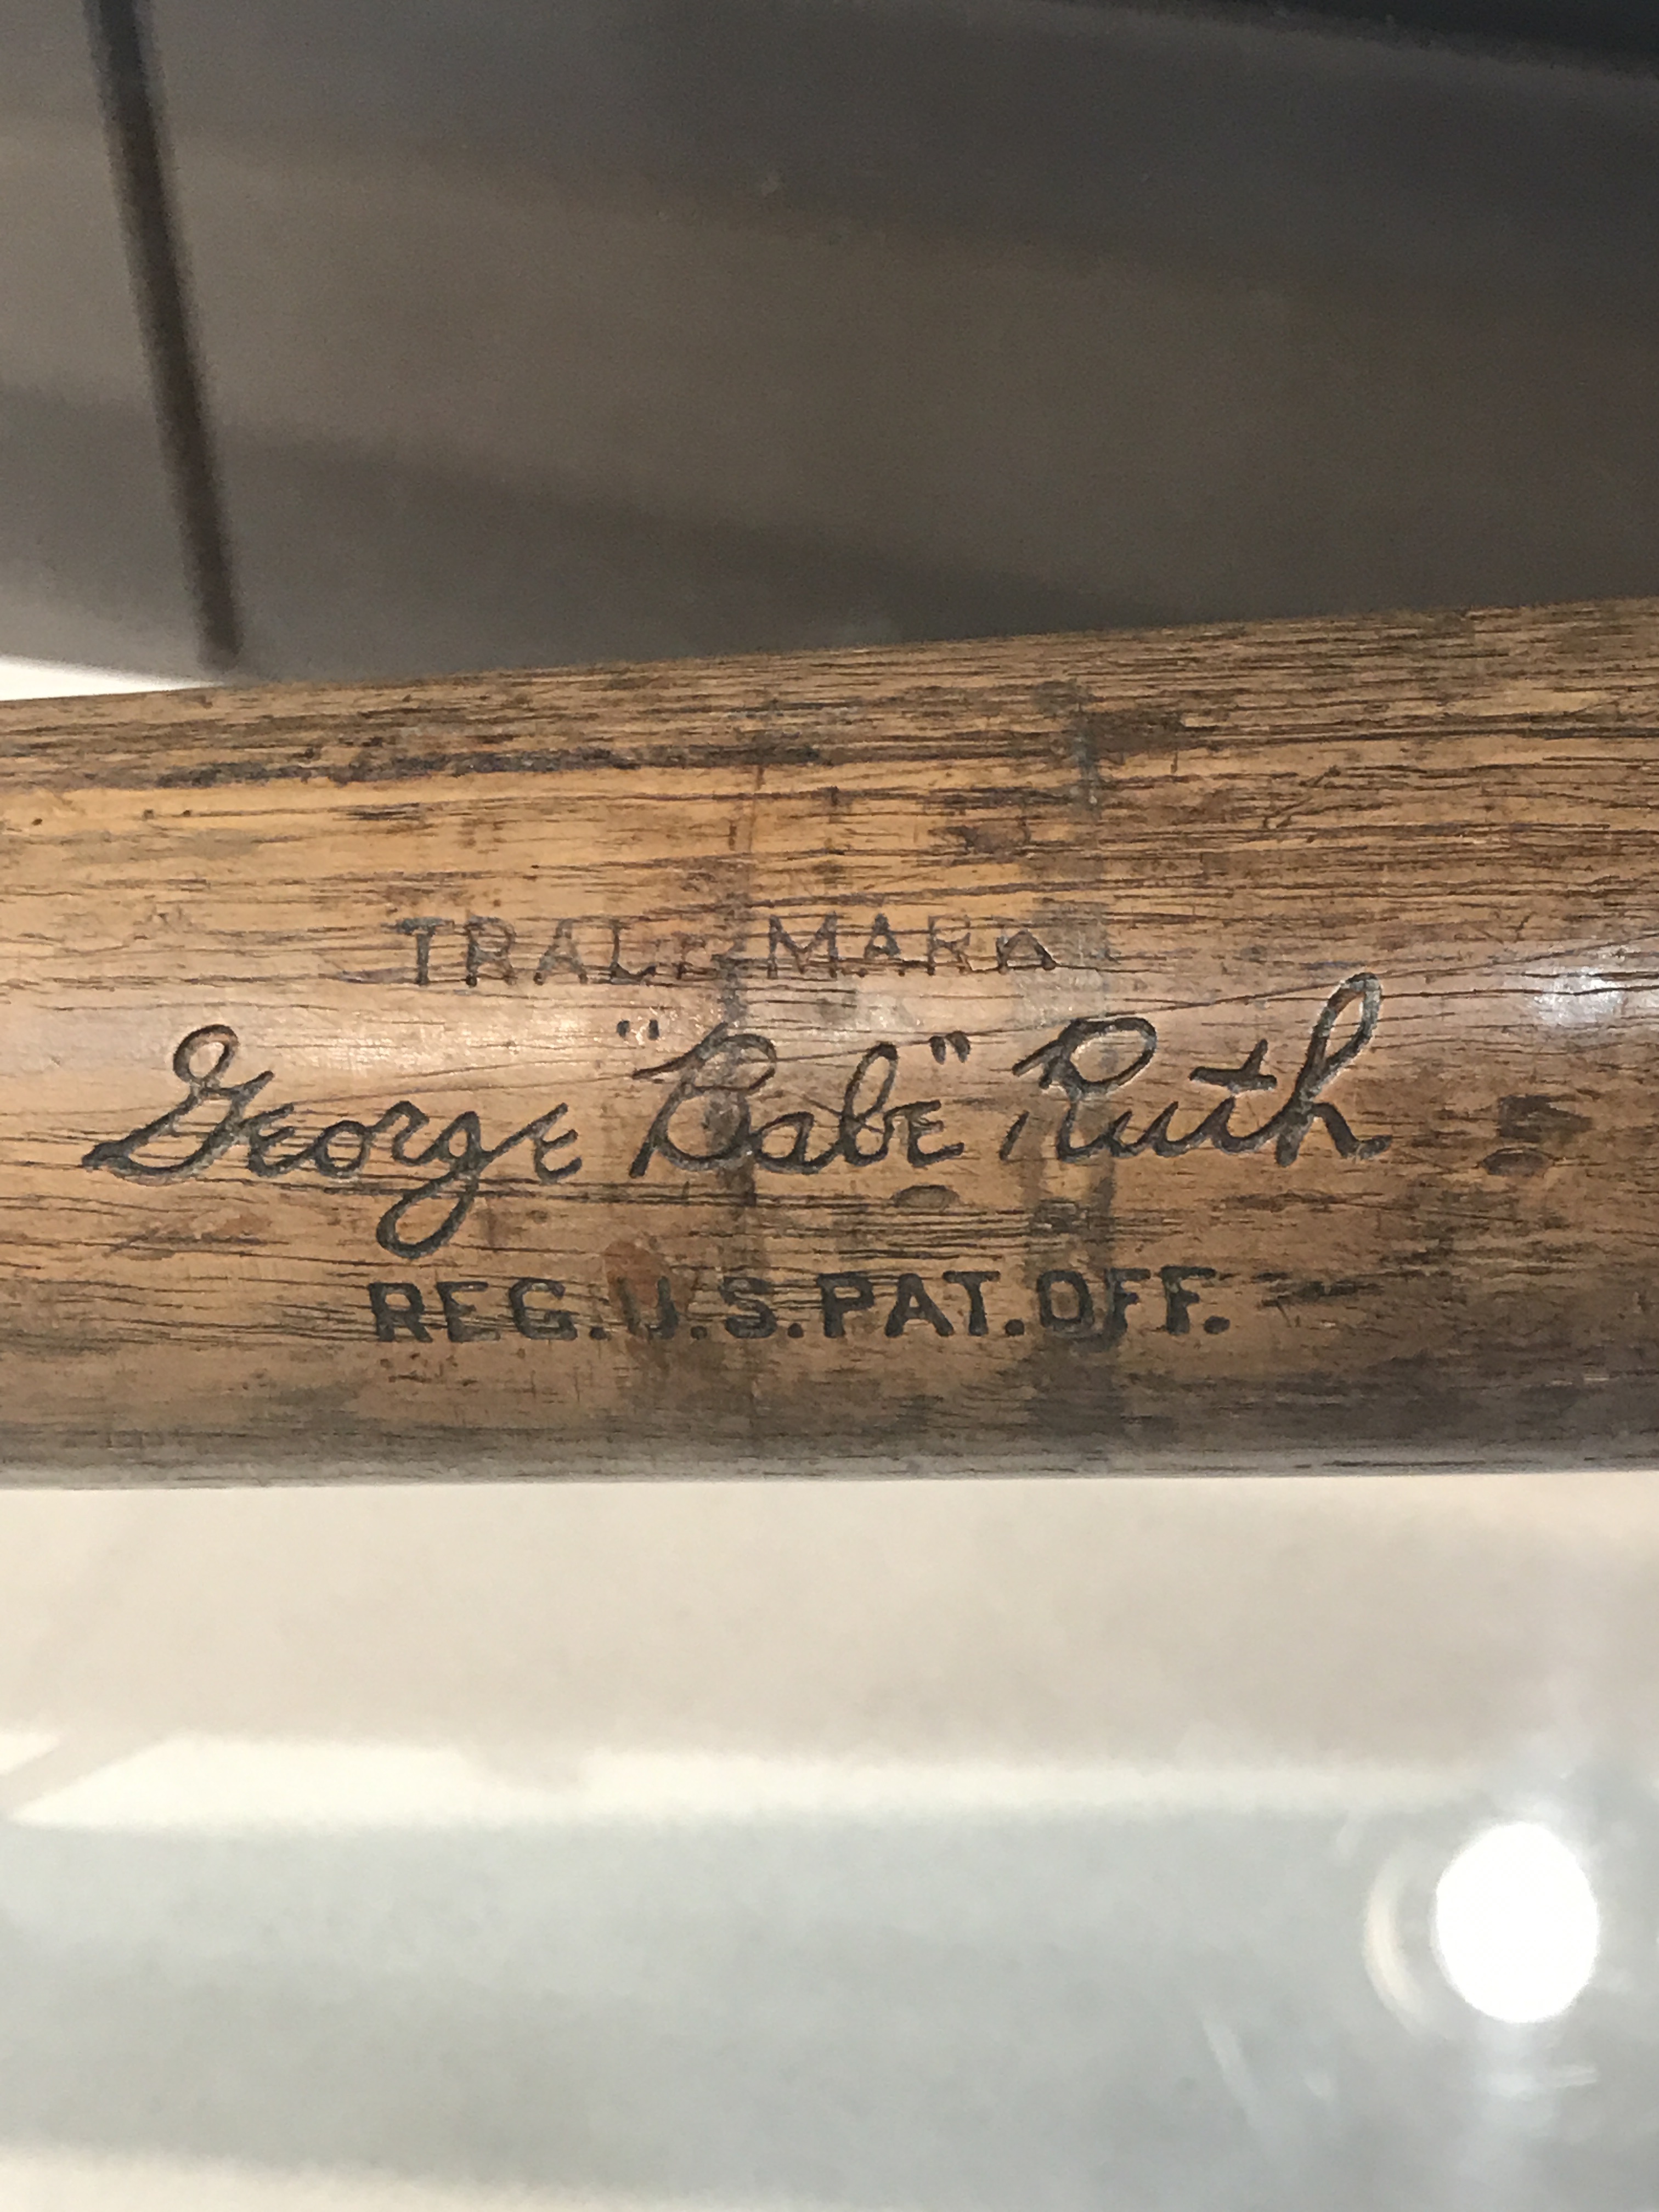 TRADE MARK
George "Babe" Ruth
REG.U.S.PAT.OFF.